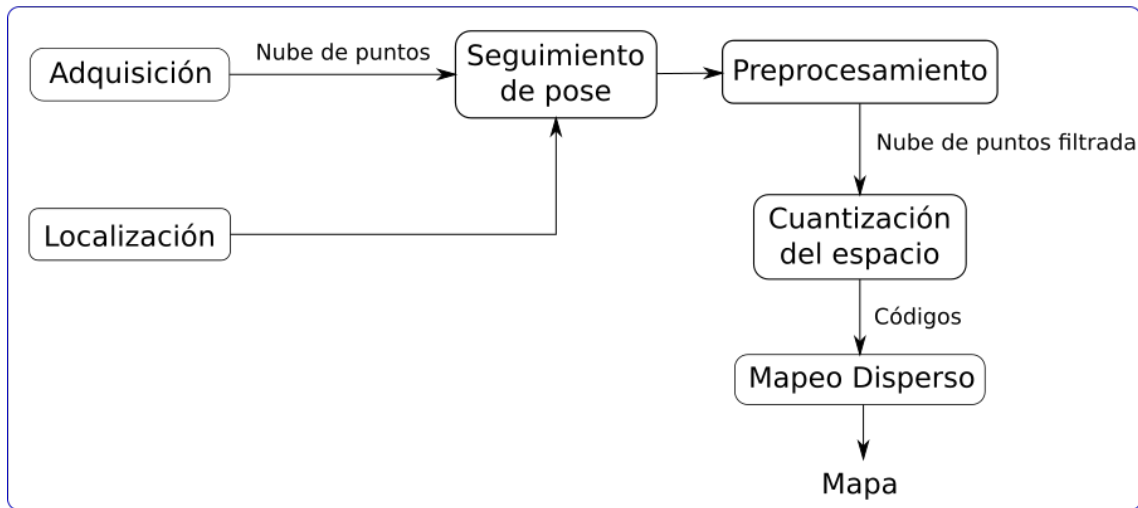 Adquisición
Nube de puntos
Seguimiento
de pose
Preprocesamiento
Nube de puntos filtrada
Localización
Cuantización
del espacio
Códigos
Mapeo Disperso
Mapa